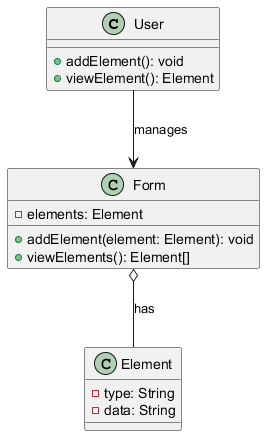 C User
addElement(): void
viewElement(): Element
manages
C Form
elements: Element
addElement(element: Element): void
viewElements(): Element[]
has
C Element
type: String
data: String